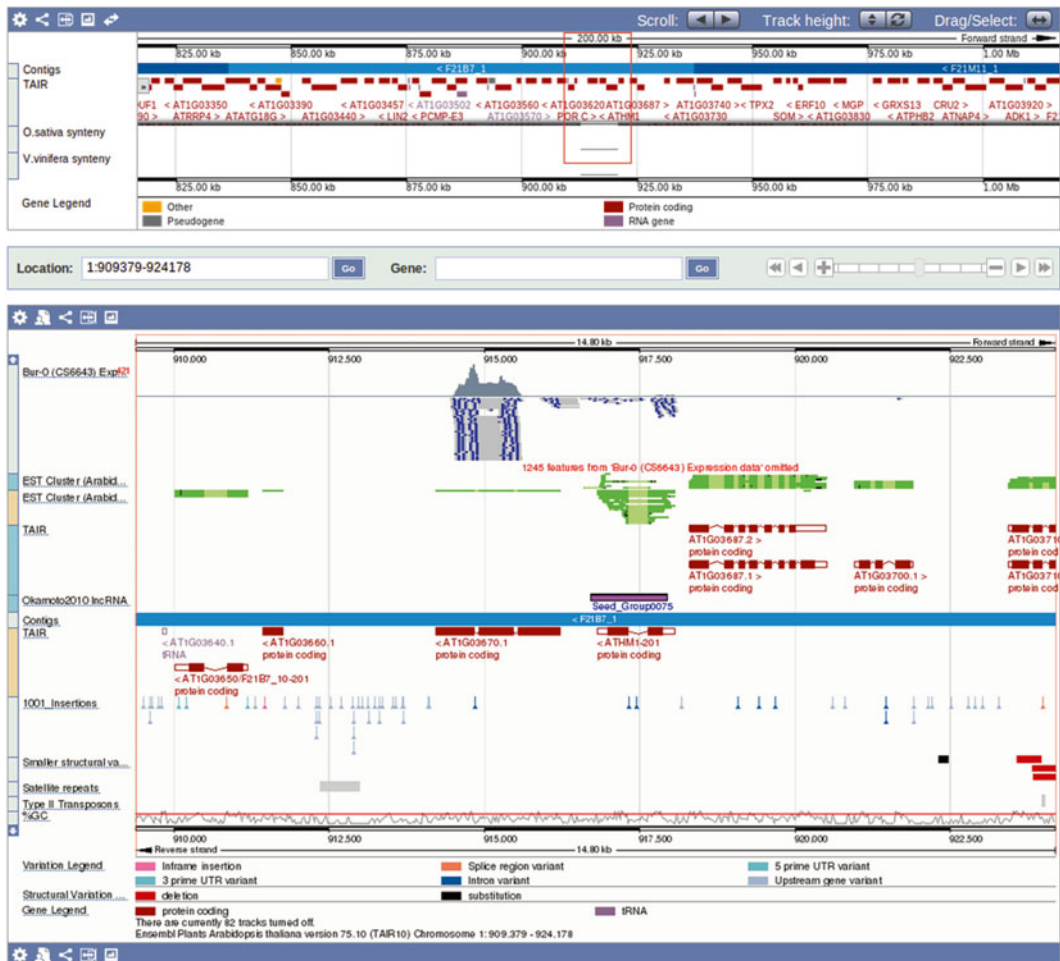 Scroll: Track height: Drag/Select:
200.00 kb Forward strand
825.00 kb 850.00 kb 875.00 kb 900.00 kb 925.00 kb 950.00 kb 975.00 kb 1.00 Mb
Contigs < F21B7_1 < F21M11_1
TAIR
< AT1G03350 < AT1G03390 < AT1G03457 < AT1G03502 < AT1G03560 < AT1G03620 AT1G03687 > AT1G03740 > < TPX2 < ERF10 < MGP < GRXS13 CRU2 > AT1G03920 >
ATRRP4 > ATATG18G > AT1G03440 > < LIN2 < PCMP-E3 AT1G03570 > POR C > < ATHM1 < AT1G03730 SOM > < AT1G03830 < ATPHB2 ATNAP4 > ADK1 >
O.sativa synteny
V.vinifera synteny
825.00 kb 850.00 kb 875.00 kb 900.00 kb 925.00 kb 950.00 kb 975.00 kb 1.00 Mb
Gene Legend Other Protein coding
Pseudogene RNA gene
Location: 1:909379-924178 Go Gene: Go
14.80 kb Forward strand
910.000 912.500 915.000 917.500 920.000 922.500
Bur-0 (CS6643) Exp...
1245 features from 'Bur-0 (CS6643) Expression data' omitted
EST Cluster (Arabid...
EST Cluster (Arabid...
TAIR
AT1G03687.2 > AT1G0371
protein coding protein cod
AT1G03687.1 > AT1G03700.1 > AT1G0371
protein coding protein coding protein cod
Okamoto2010 lncRNA
Seed_Group0075
Contigs < F21B7_1
TAIR
< AT1G03640.1 < AT1G03660.1 < AT1G03670.1 < ATHM1-201
tRNA protein coding protein coding protein coding
< AT1G03650/F21B7_10-201
protein coding
1001_Insertions
Smaller structural va...
Satellite repeats
Type II Transposons
%GC
910.000 912.500 915.000 917.500 920.000 922.500
Reverse strand 14.80 kb
Variation Legend Inframe insertion Splice region variant 5 prime UTR variant
3 prime UTR variant Intron variant Upstream gene variant
Structural Variation ... deletion substitution
Gene Legend protein coding tRNA
There are currently 82 tracks turned off.
Ensembl Plants Arabidopsis thaliana version 75.10 (TAIR10) Chromosome 1: 909.379 - 924.178